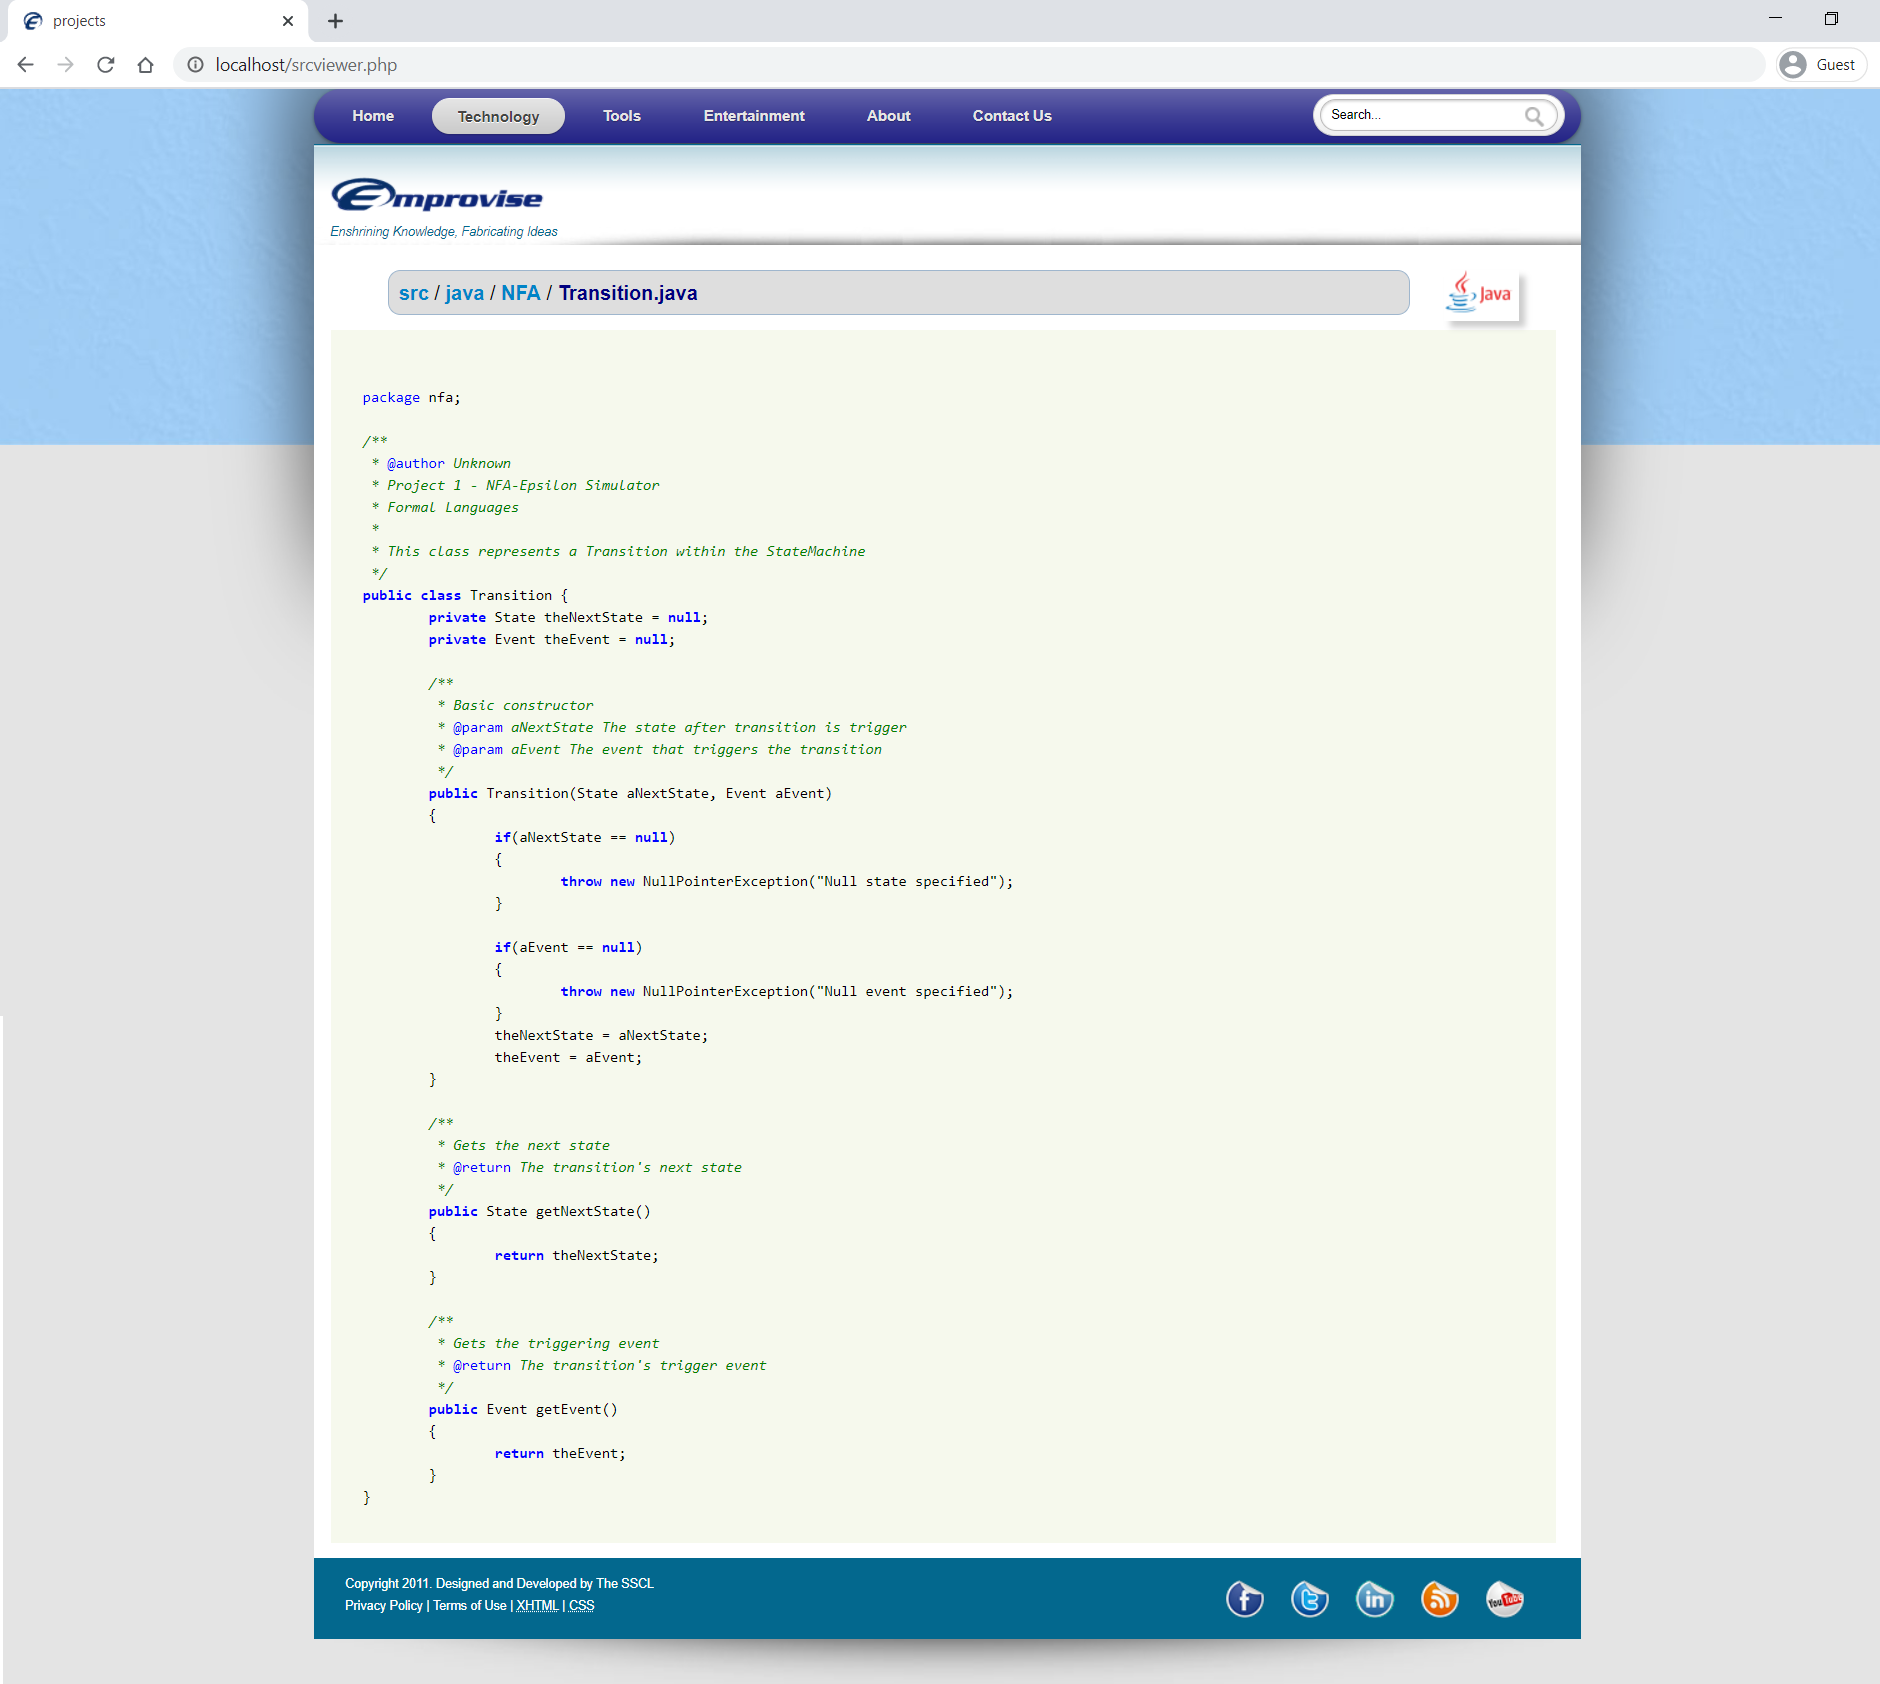 projects
localhost/srcviewer.php
Guest
Home Technology Tools Entertainment About Contact Us Search...
Emprovise
Enshrining Knowledge, Fabricating Ideas
src / java / NFA / Transition.java
Java
package nfa;
/**
 * @author Unknown
 * Project 1 - NFA-Epsilon Simulator
 * Formal Languages
 *
 * This class represents a Transition within the StateMachine
 */
public class Transition {
        private State theNextState = null;
        private Event theEvent = null;
        /**
         * Basic constructor
         * @param aNextState The state after transition is trigger
         * @param aEvent The event that triggers the transition
         */
        public Transition(State aNextState, Event aEvent)
        {
                if(aNextState == null)
                {
                        throw new NullPointerException("Null state specified");
                }
                if(aEvent == null)
                {
                        throw new NullPointerException("Null event specified");
                }
                theNextState = aNextState;
                theEvent = aEvent;
        }
        /**
         * Gets the next state
         * @return The transition's next state
         */
        public State getNextState()
        {
                return theNextState;
        }
        /**
         * Gets the triggering event
         * @return The transition's trigger event
         */
        public Event getEvent()
        {
                return theEvent;
        }
}
Copyright 2011. Designed and Developed by The SSCL
Privacy Policy | Terms of Use | XHTML | CSS
f t in YouTube